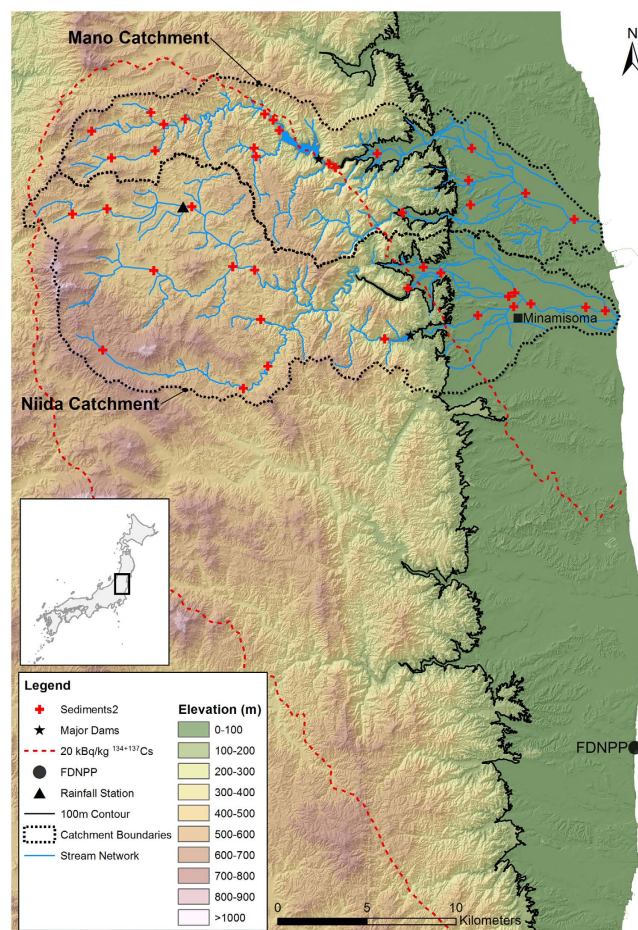 Mano Catchment
N
Minamisoma
Niida Catchment
FDNPP
Legend
Sediments2
Major Dams
20 kBq/kg ¹³⁴⁺¹³⁷Cs
FDNPP
Rainfall Station
100m Contour
Catchment Boundaries
Stream Network
Elevation (m)
0-100
100-200
200-300
300-400
400-500
500-600
600-700
700-800
800-900
>1000
0 5 10
Kilometers